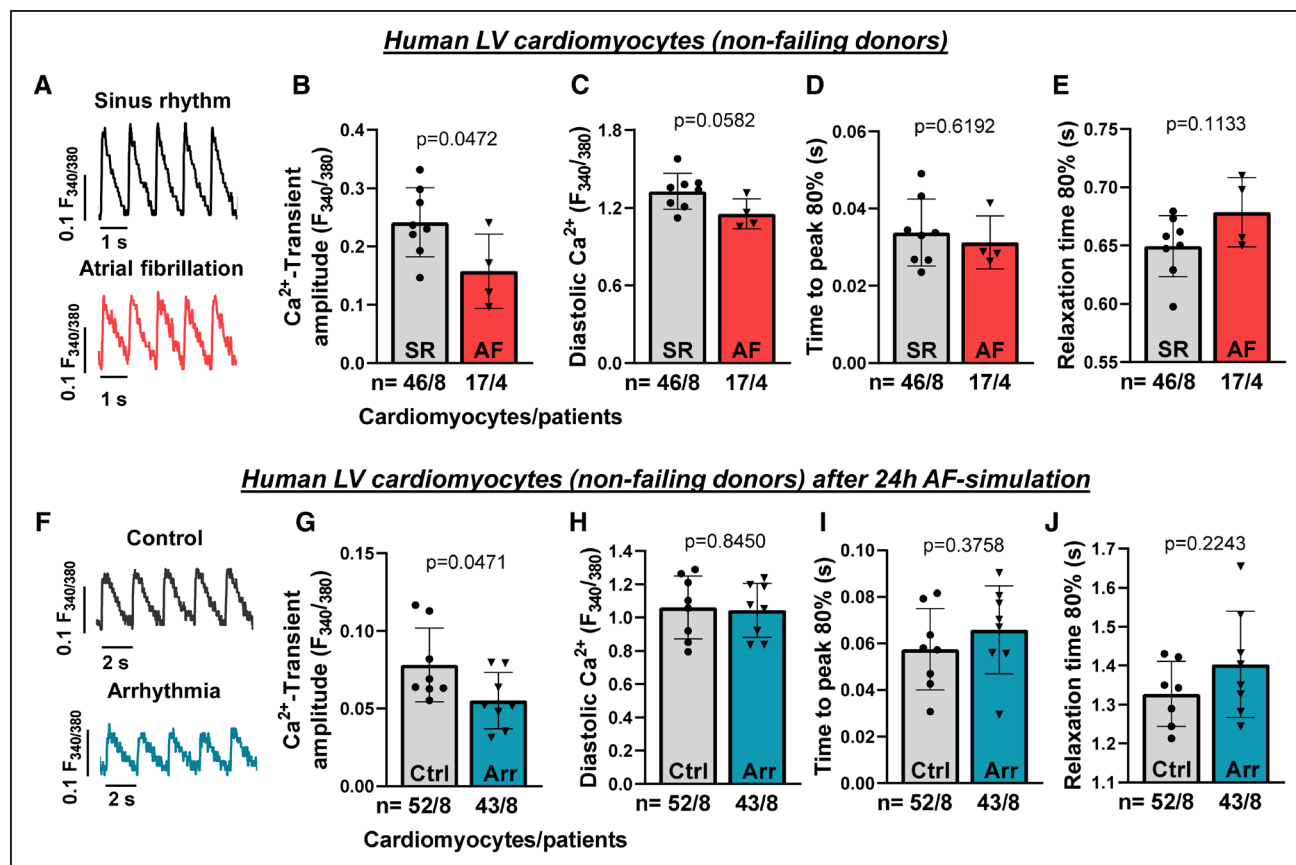 Human LV cardiomyocytes (non-failing donors)
A
Sinus rhythm
0.1 F340/380
1 s
Atrial fibrillation
0.1 F340/380
1 s
B
Ca2+-Transient
amplitude (F340/380)
0.4
0.3
0.2
0.1
0.0
p=0.0472
SR
AF
n= 46/8
17/4
Cardiomyocytes/patients
C
Diastolic Ca2+ (F340/380)
1.8
1.2
0.6
0.0
p=0.0582
SR
AF
n= 46/8
17/4
D
Time to peak 80% (s)
0.06
0.04
0.02
0.00
p=0.6192
SR
AF
n= 46/8
17/4
E
Relaxation time 80% (s)
0.75
0.70
0.65
0.60
0.55
p=0.1133
SR
AF
n= 46/8
17/4
Human LV cardiomyocytes (non-failing donors) after 24h AF-simulation
F
Control
0.1 F340/380
2 s
Arrhythmia
0.1 F340/380
2 s
G
Ca2+-Transient
amplitude (F340/380)
0.15
0.10
0.05
0.00
p=0.0471
Ctrl
Arr
n= 52/8
43/8
Cardiomyocytes/patients
H
Diastolic Ca2+ (F340/380)
1.4
1.2
1.0
0.8
0.6
0.4
0.2
0.0
p=0.8450
Ctrl
Arr
n= 52/8
43/8
I
Time to peak 80% (s)
0.10
0.08
0.06
0.04
0.02
0.00
p=0.3758
Ctrl
Arr
n= 52/8
43/8
J
Relaxation time 80% (s)
1.7
1.6
1.5
1.4
1.3
1.2
1.1
p=0.2243
Ctrl
Arr
n= 52/8
43/8